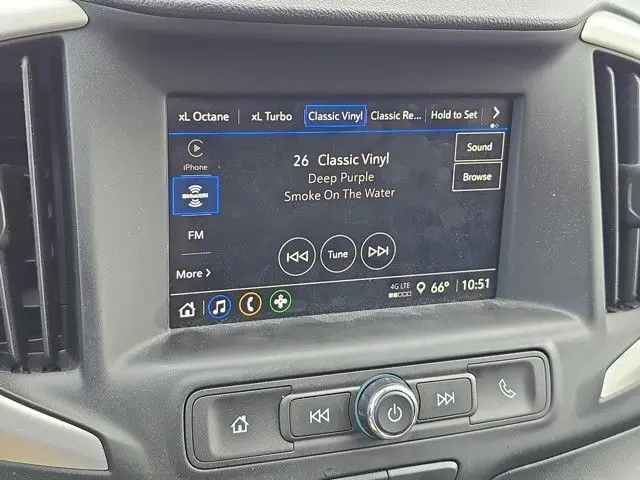 xL Octane xL Turbo Classic Vinyl Classic Re... Hold to Set
iPhone
26 Classic Vinyl
Sound
Deep Purple
Browse
SiriusXM
Smoke On The Water
FM
Tune
More
4G LTE 66° 10:51